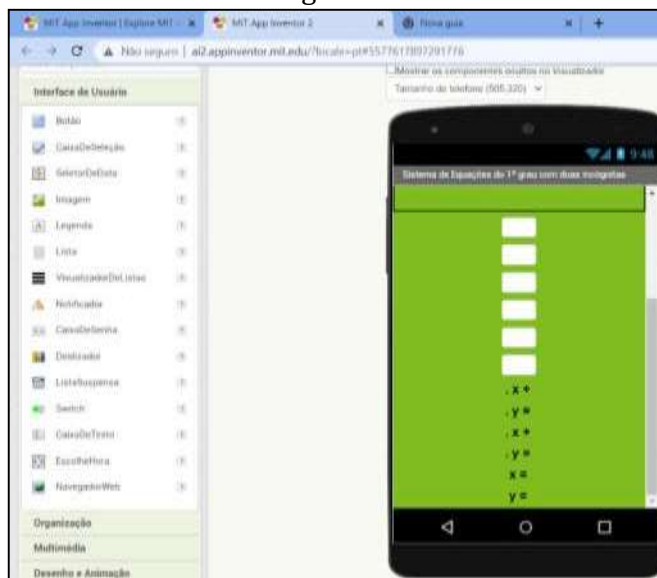 MIT App Inventor | Explore MIT
MIT App Inventor 2
Nova guia
Não seguro | ai2.appinventor.mit.edu/?locale=pt#5577617897291776
Mostrar os componentes ocultos no Visualizador
Tamanho do telefone (505,320)
Interface de Usuário
Botão
CaixaDeSeleção
SeletorDeData
Imagem
Legenda
Lista
VisualizadorDeListas
Notificador
CaixaDeSenha
Deslizador
ListaSuspensa
Switch
CaixaDeTexto
EscolheHora
NavegadorWeb
Organização
Multimédia
Desenho e Animação
9:48
Sistema de Equações do 1º grau com duas incógnitas
. x +
. y =
. x +
. y =
x =
y =